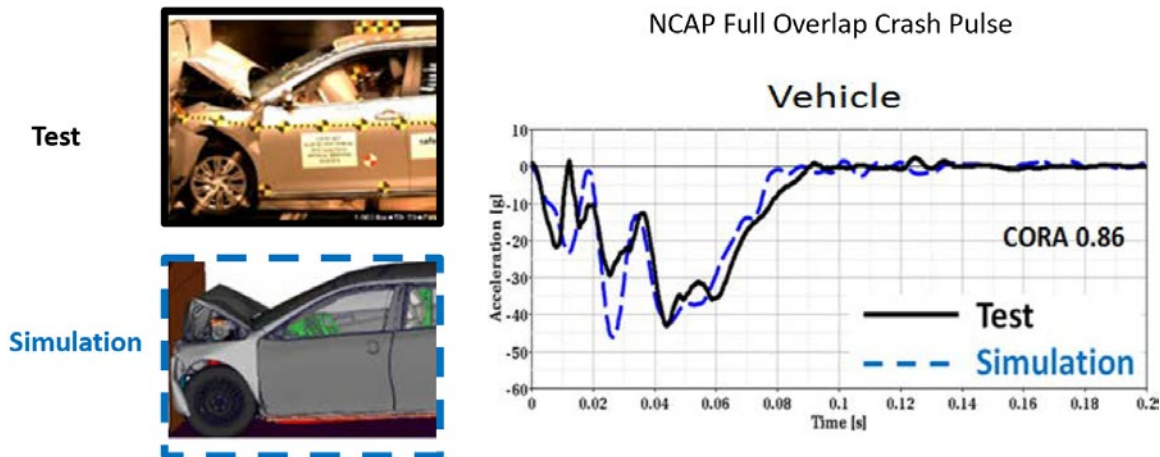 NCAP Full Overlap Crash Pulse
Vehicle
Test
Simulation
Acceleration [g]
10
0
-10
-20
-30
-40
-50
-60
CORA 0.86
Test
Simulation
0 0.02 0.04 0.06 0.08 0.1 0.12 0.14 0.16 0.18 0.2
Time [s]